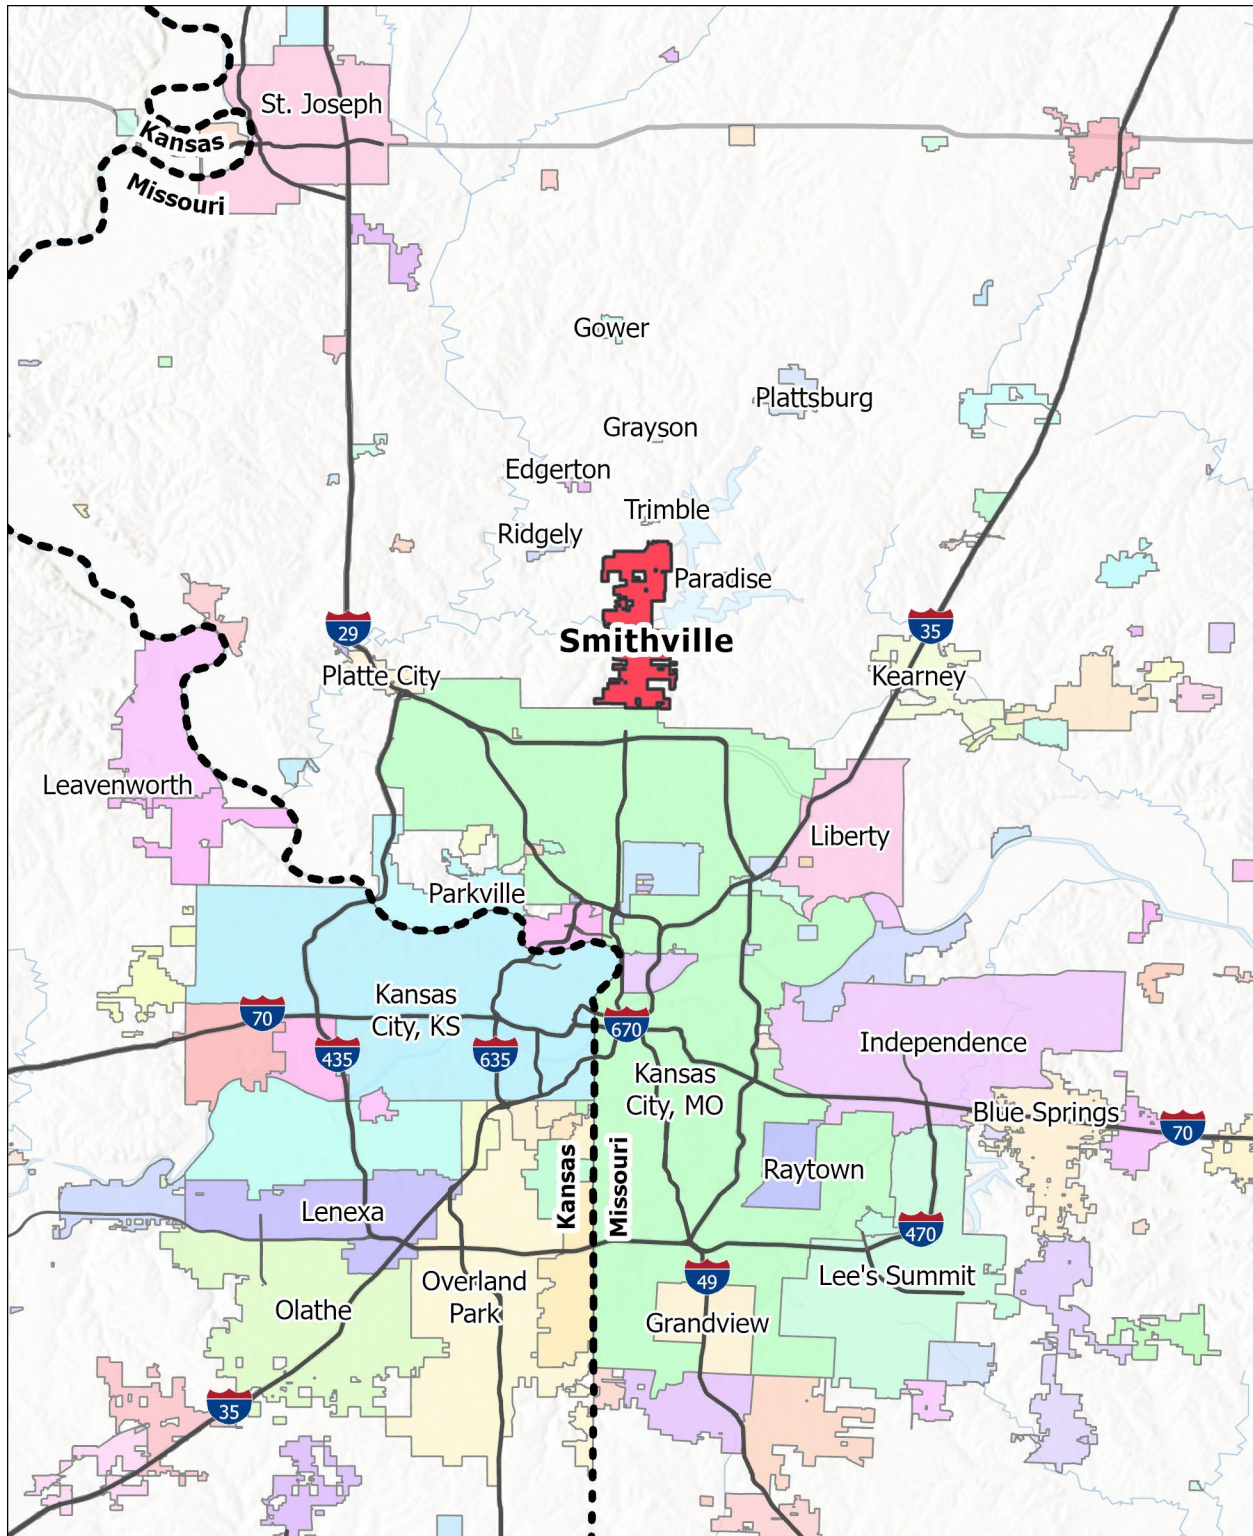 St. Joseph
Kansas
Missouri
Gower
Plattsburg
Grayson
Edgerton
Trimble
Ridgely
Paradise
29
35
Smithville
Platte City
Kearney
Leavenworth
Liberty
Parkville
Kansas
City, KS
70
670
435
635
Independence
Kansas
City, MO
Blue Springs
70
Raytown
Kansas
Missouri
Lenexa
470
49
Lee's Summit
Overland
Park
Olathe
Grandview
35